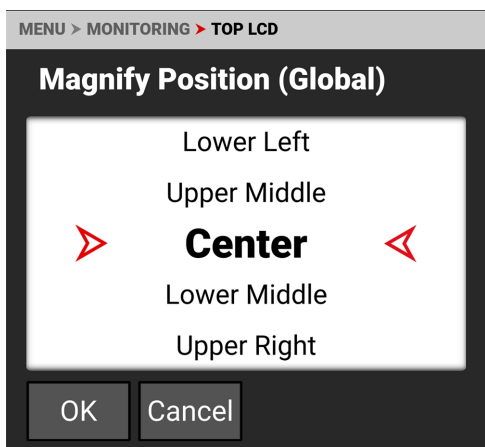 MENU > MONITORING > TOP LCD
Magnify Position (Global)
Lower Left
Upper Middle
Center
Lower Middle
Upper Right
OK Cancel